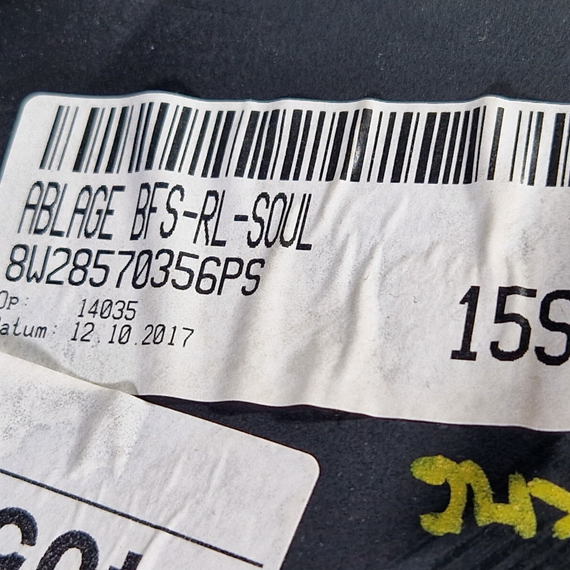 ABLAGE BFS-RL-SOUL
8W28570356PS
Op: 14035
atum: 12.10.2017
15S